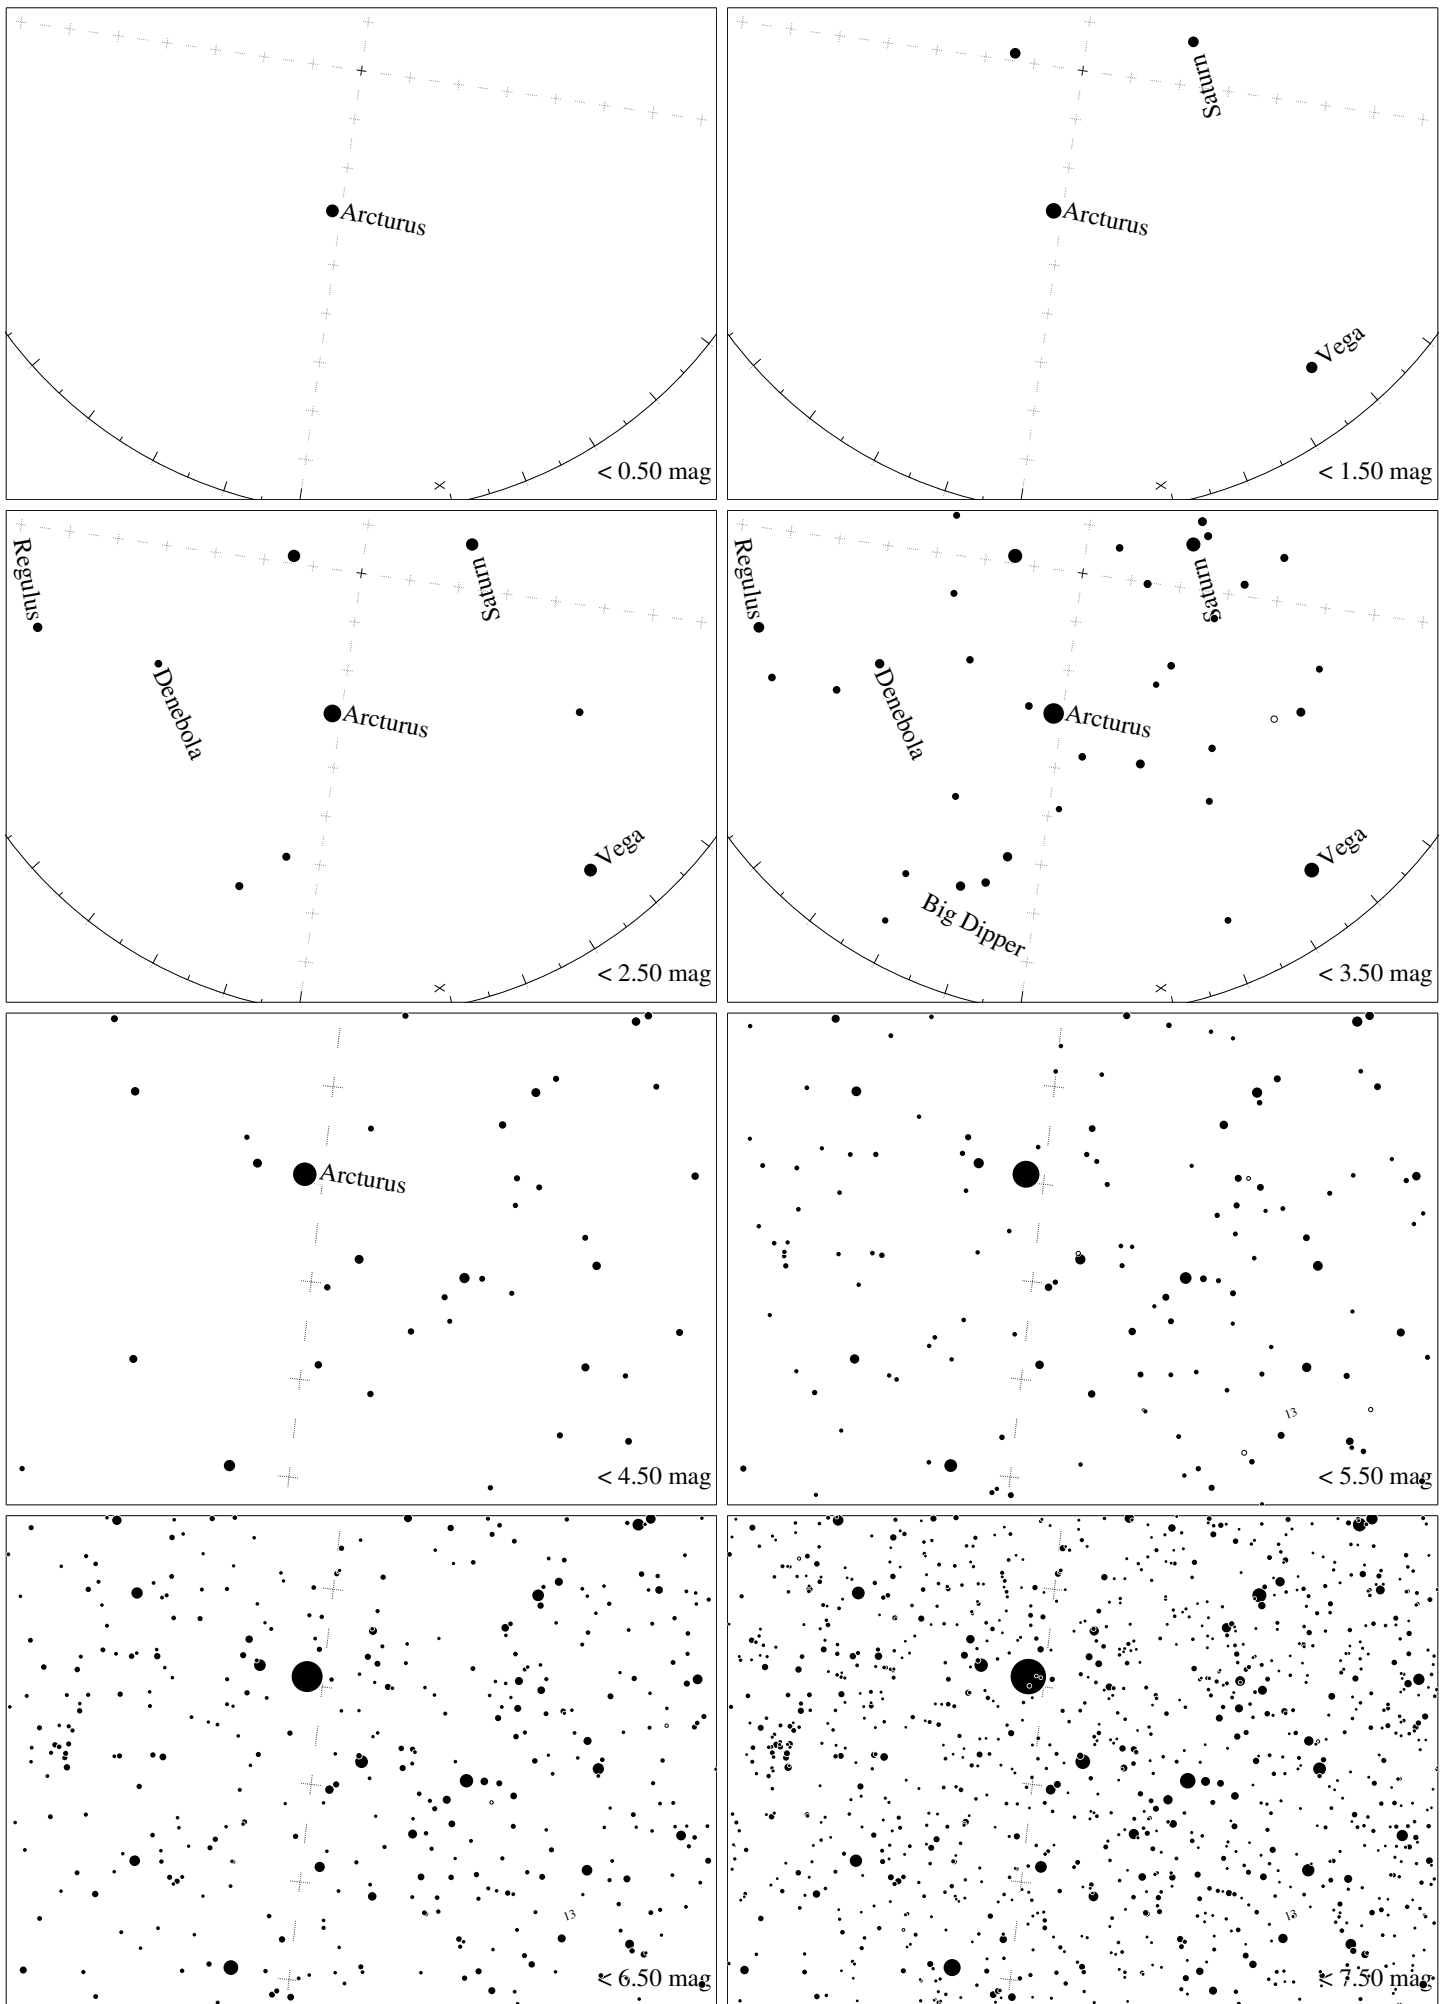 Arcturus
< 0.50 mag
Saturn
Arcturus
Vega
< 1.50 mag
Regulus
Saturn
Denebola
Arcturus
Vega
< 2.50 mag
Regulus
Saturn
Denebola
Arcturus
Vega
Big Dipper
< 3.50 mag
Arcturus
< 4.50 mag
13
< 5.50 mag
13
< 6.50 mag
13
< 7.50 mag